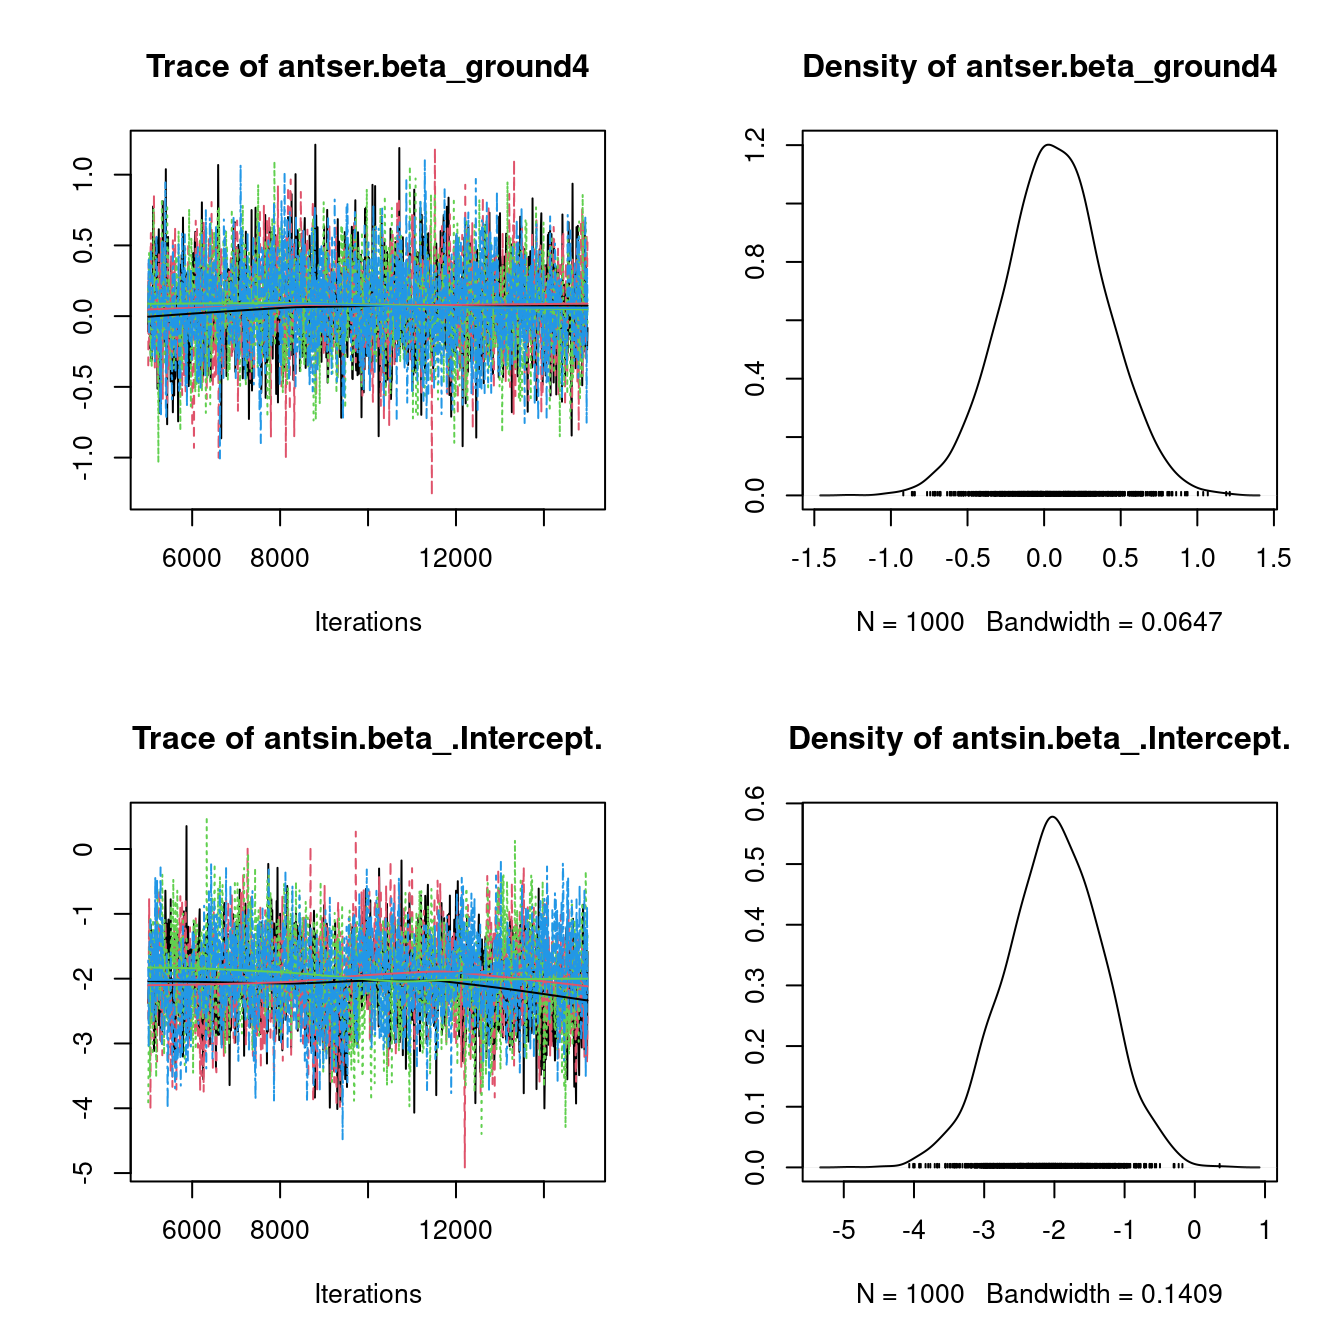 Trace of antser.beta_ground4
1.0
0.5
0.0
-0.5
-1.0
6000 8000 12000
Iterations
Density of antser.beta_ground4
1.2
0.8
0.4
0.0
-1.5 -1.0 -0.5 0.0 0.5 1.0 1.5
N = 1000 Bandwidth = 0.0647
Trace of antsin.beta_.Intercept.
0
-1
-2
-3
-4
-5
6000 8000 12000
Iterations
Density of antsin.beta_.Intercept.
0.6
0.5
0.4
0.3
0.2
0.1
0.0
-5 -4 -3 -2 -1 0 1
N = 1000 Bandwidth = 0.1409